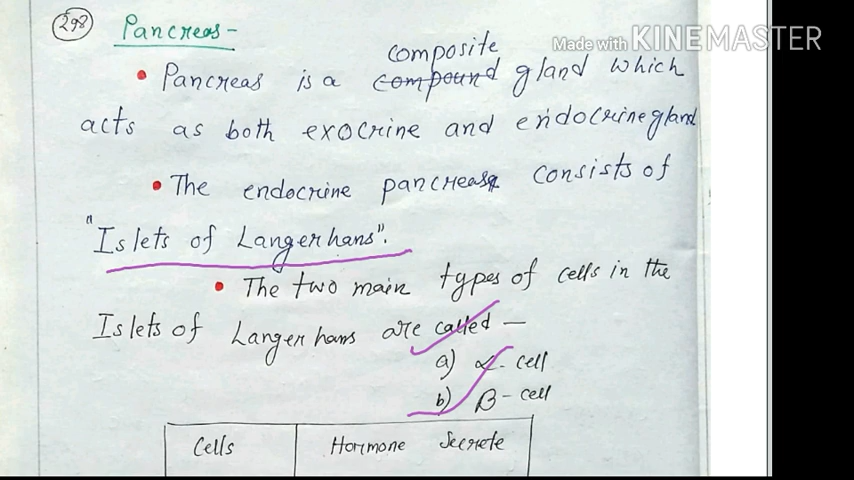 298 Pancreas-
Made with KINEMASTER
composite
• Pancreas is a compound gland which
acts as both exocrine and endocrine gland
• The endocrine pancreas consists of
"Islets of Langerhans".
• The two main types of cells in the
Islets of Langerhans are called —
a) α- cell
b) β- cell
Cells Hormone Secrete